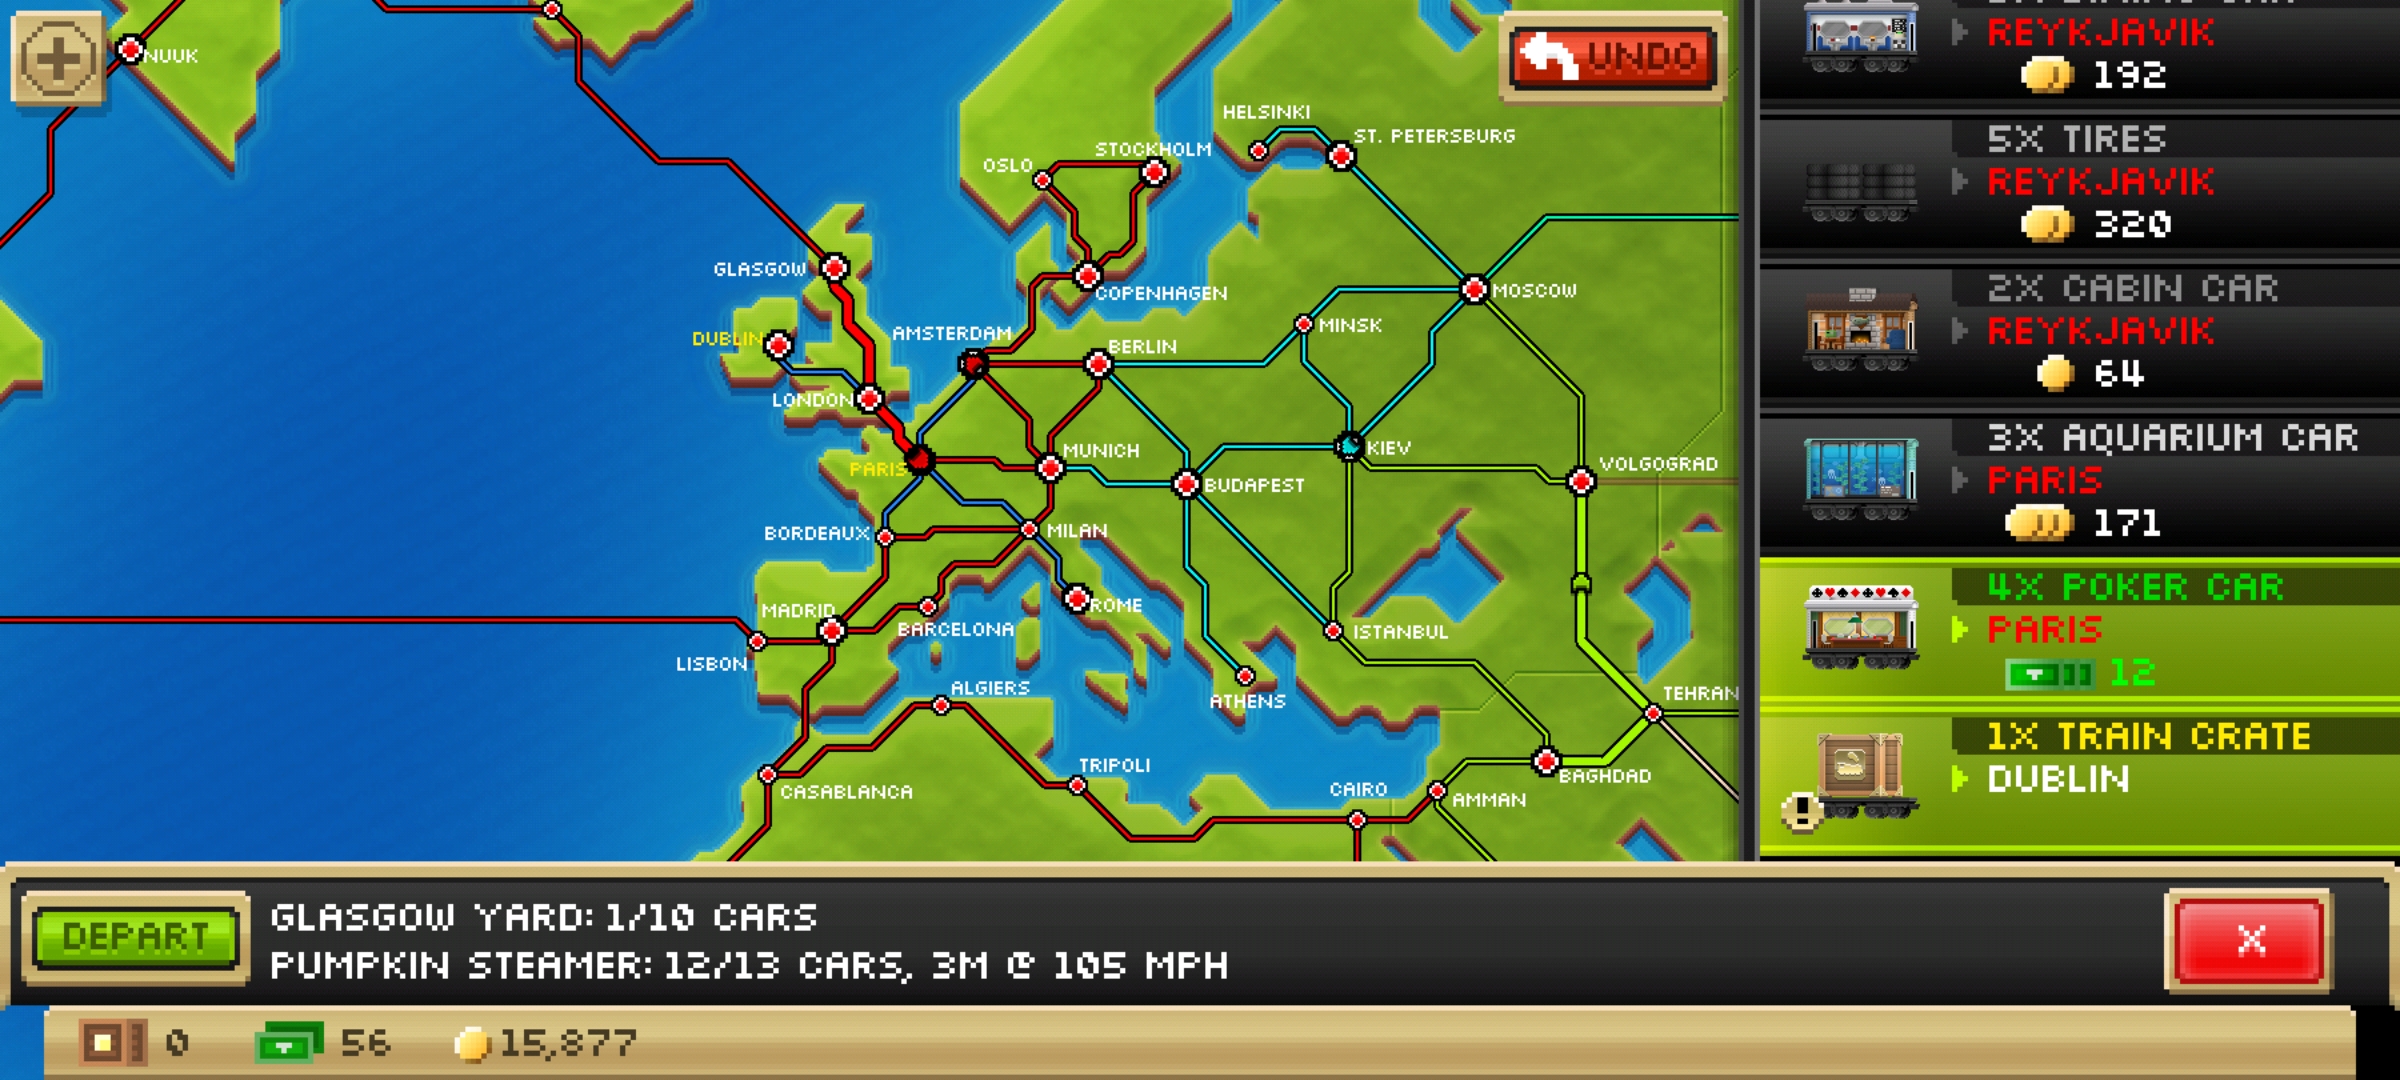 NUUK
UNDO
HELSINKI
ST. PETERSBURG
STOCKHOLM
OSLO
GLASGOW
COPENHAGEN
MOSCOW
MINSK
DUBLIN
AMSTERDAM
BERLIN
LONDON
MUNICH
KIEV
VOLGOGRAD
PARIS
BUDAPEST
BORDEAUX
MILAN
MADRID
ROME
BARCELONA
ISTANBUL
LISBON
ALGIERS
ATHENS
TEHRAN
TRIPOLI
CAIRO
BAGHDAD
CASABLANCA
AMMAN
REYKJAVIK
192
5X TIRES
REYKJAVIK
320
2X CABIN CAR
REYKJAVIK
64
3X AQUARIUM CAR
PARIS
171
4X POKER CAR
PARIS
12
1X TRAIN CRATE
DUBLIN
DEPART
GLASGOW YARD: 1/10 CARS
PUMPKIN STEAMER: 12/13 CARS, 3M @ 105 MPH
X
0
56
15,877